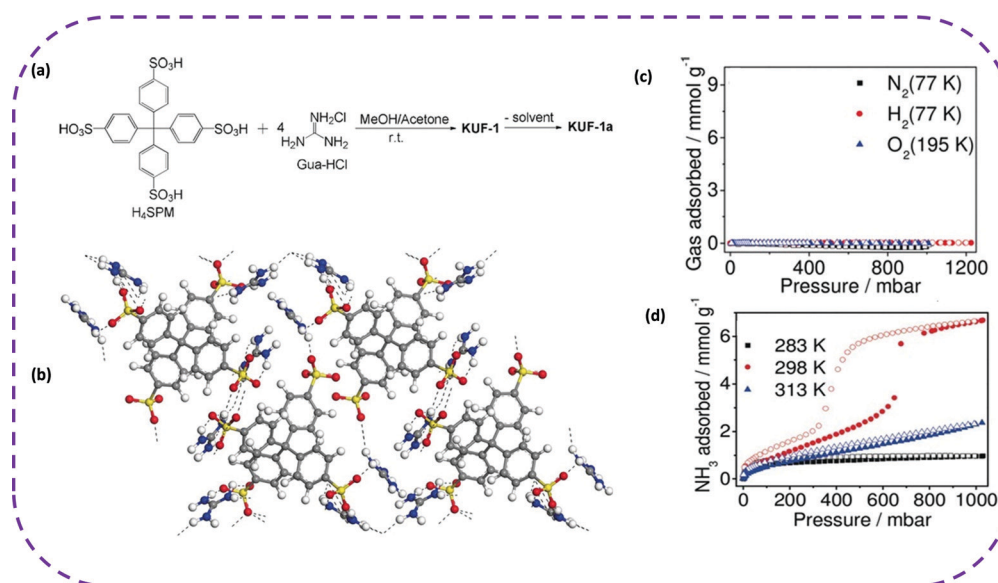 (a)
SO₃H
HO₃S
SO₃H
SO₃H
H₄SPM
+ 4
NH₂Cl
H₂N
NH₂
Gua-HCl
MeOH/Acetone
r.t.
KUF-1
- solvent
KUF-1a
(b)
(c)
Gas adsorbed / mmol g⁻¹
9
6
3
0
N₂(77 K)
H₂(77 K)
O₂(195 K)
0 400 800 1200
Pressure / mbar
(d)
NH₃ adsorbed / mmol g⁻¹
6
4
2
0
283 K
298 K
313 K
0 200 400 600 800 1000
Pressure / mbar